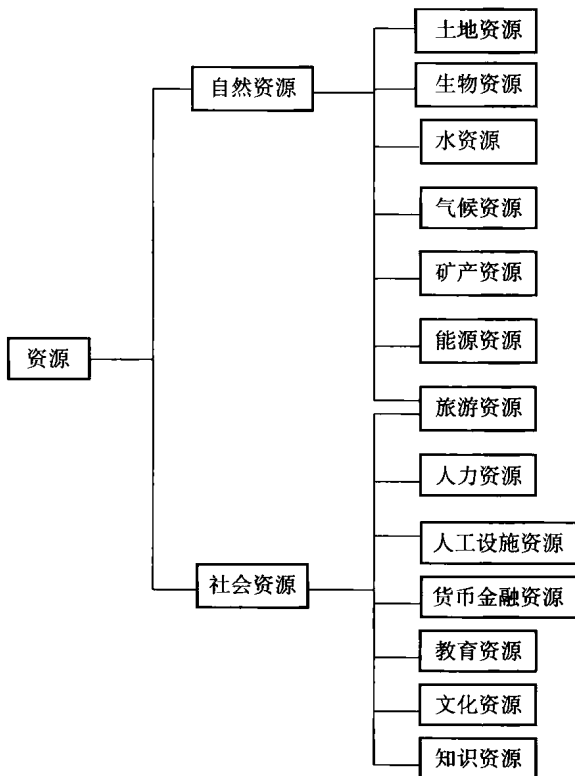 土地资源
自然资源
生物资源
水资源
气候资源
矿产资源
能源资源
资源
旅游资源
人力资源
人工设施资源
社会资源
货币金融资源
教育资源
文化资源
知识资源